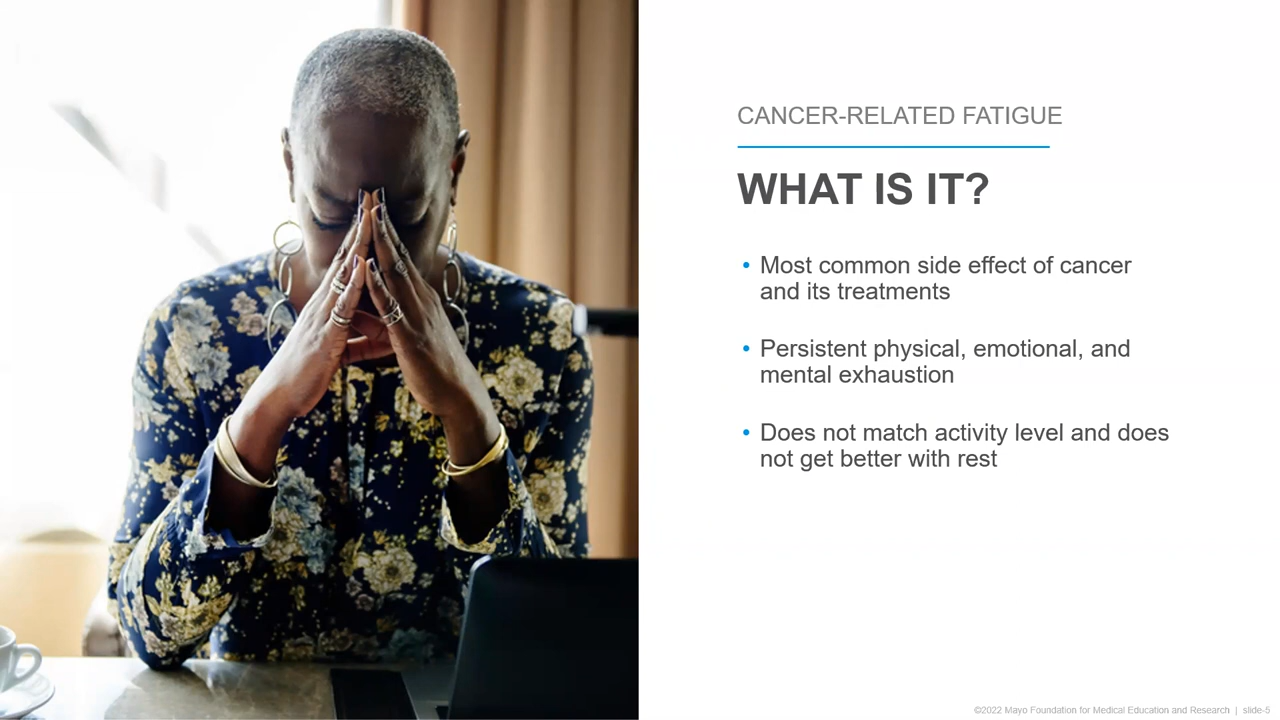 CANCER-RELATED FATIGUE
WHAT IS IT?
• Most common side effect of cancer
and its treatments
• Persistent physical, emotional, and
mental exhaustion
• Does not match activity level and does
not get better with rest
©2022 Mayo Foundation for Medical Education and Research | slide-5